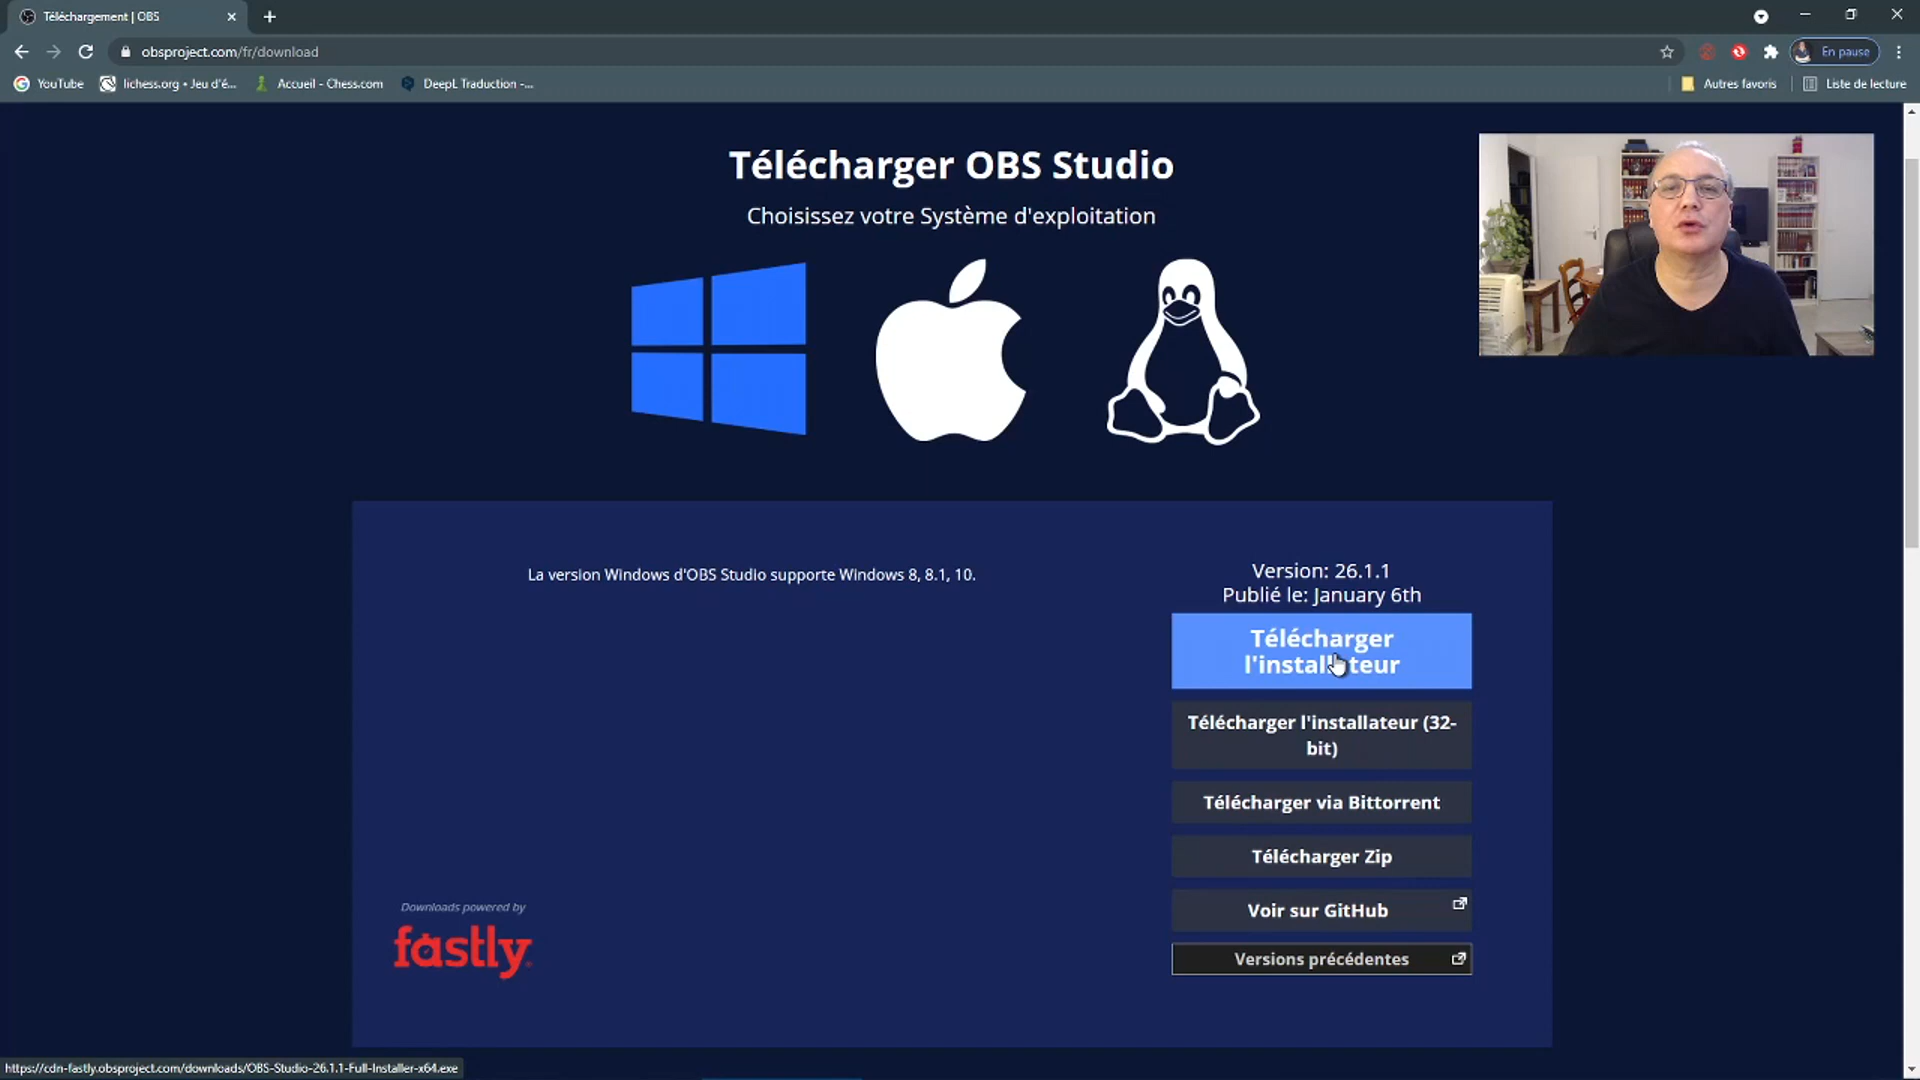 Téléchargement | OBS
obsproject.com/fr/download
En pause
YouTube
lichess.org • Jeu d'é...
Accueil - Chess.com
DeepL Traduction -...
Autres favoris
Liste de lecture
Télécharger OBS Studio
Choisissez votre Système d'exploitation
La version Windows d'OBS Studio supporte Windows 8, 8.1, 10.
Version: 26.1.1
Publié le: January 6th
Télécharger
l'installateur
Télécharger l'installateur (32-
bit)
Télécharger via Bittorrent
Télécharger Zip
Voir sur GitHub
Versions précédentes
Downloads powered by
fastly
https://cdn-fastly.obsproject.com/downloads/OBS-Studio-26.1.1-Full-Installer-x64.exe